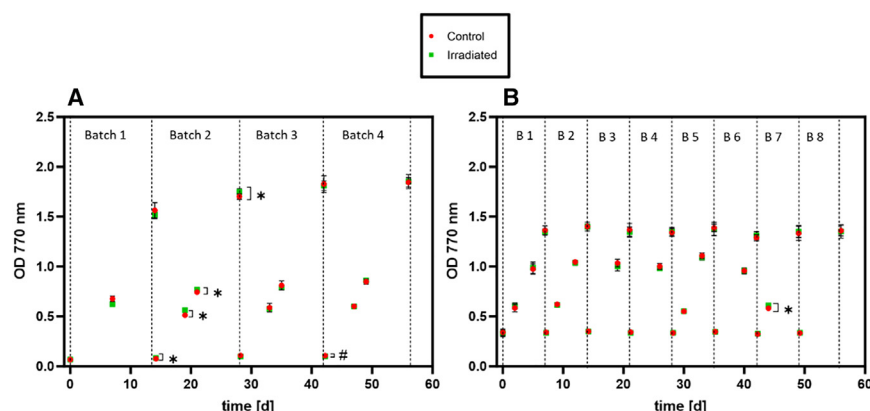 Control
Irradiated
A
B
Batch 1 Batch 2 Batch 3 Batch 4
B 1 B 2 B 3 B 4 B 5 B 6 B 7 B 8
OD 770 nm
2.5
2.0
1.5
1.0
0.5
0.0
*
*
*
*
#
0 10 20 30 40 50 60
time [d]
OD 770 nm
2.5
2.0
1.5
1.0
0.5
0.0
*
0 20 40 60
time [d]